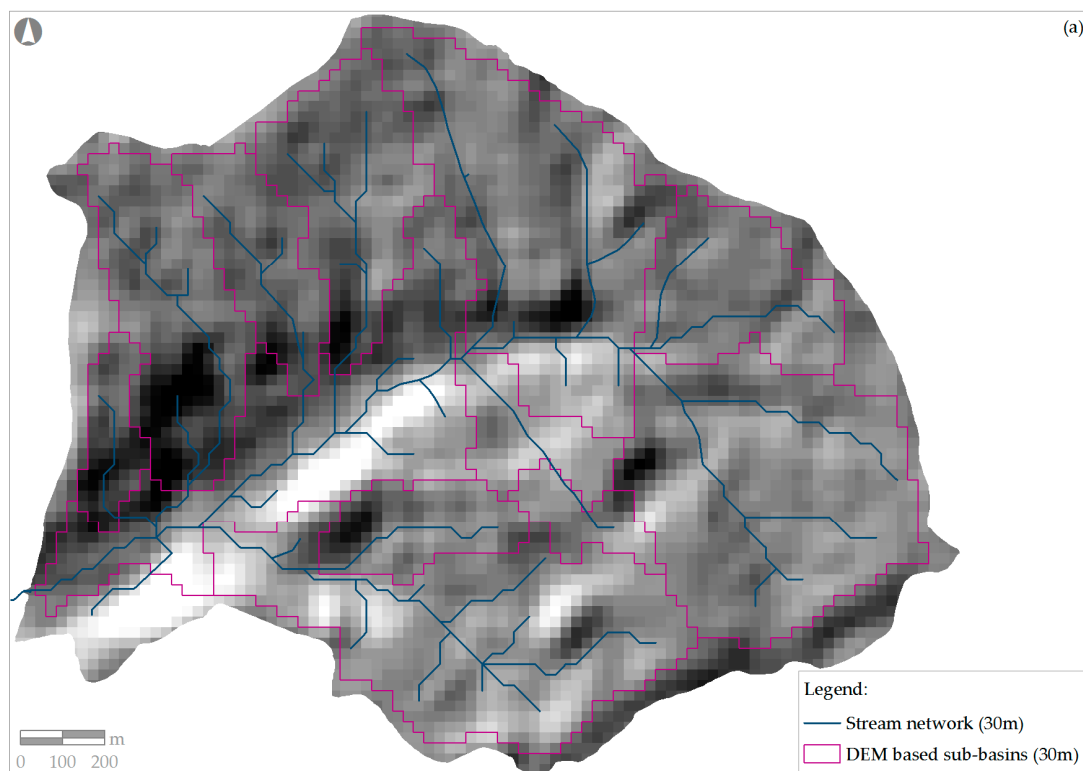 (a)
Legend:
Stream network (30m)
DEM based sub-basins (30m)
m
0 100 200